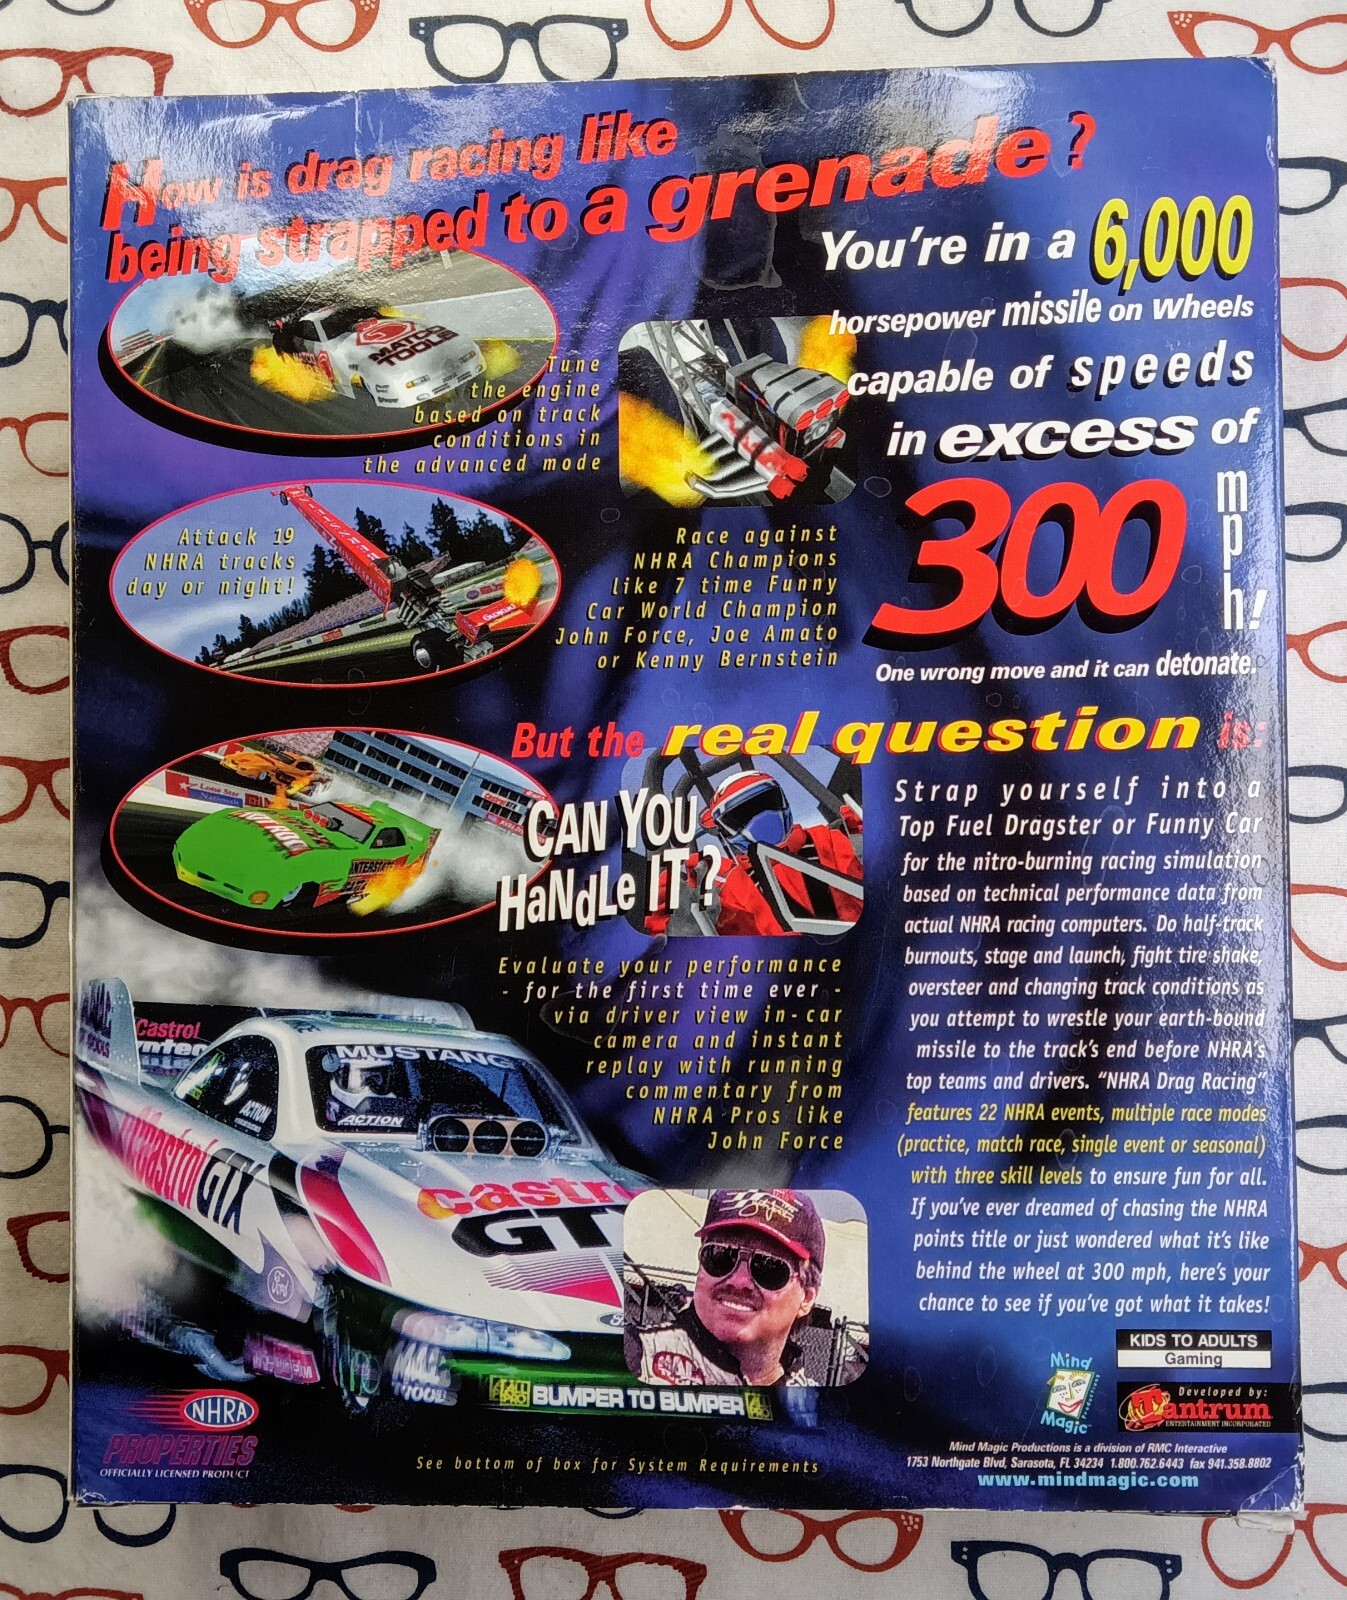 How is drag racing like
being strapped to a grenade?
You're in a 6,000
horsepower missile on wheels
capable of speeds
in excess of
300 mph!
One wrong move and it can detonate.
MATCO
TOOLS
Tune
the engine
based on track
conditions in
the advanced mode
Attack 19
NHRA tracks
day or night!
Race against
NHRA Champions
like 7 time Funny
Car World Champion
John Force, Joe Amato
or Kenny Bernstein
But the real question is:
CAN YOU
HaNdLe IT?
Lone Star
Nationals
INTERSTATE
Evaluate your performance
- for the first time ever -
via driver view in-car
camera and instant
replay with running
commentary from
NHRA Pros like
John Force
Strap yourself into a
Top Fuel Dragster or Funny Car
for the nitro-burning racing simulation
based on technical performance data from
actual NHRA racing computers. Do half-track
burnouts, stage and launch, fight tire shake,
oversteer and changing track conditions as
you attempt to wrestle your earth-bound
missile to the track's end before NHRA's
top teams and drivers. "NHRA Drag Racing"
features 22 NHRA events, multiple race modes
(practice, match race, single event or seasonal)
with three skill levels to ensure fun for all.
If you've ever dreamed of chasing the NHRA
points title or just wondered what it's like
behind the wheel at 300 mph, here's your
chance to see if you've got what it takes!
Castrol
MUSTANG
ACTION
ACTION
Castrol GTX
castr
GT
Ford
MAC
TOOLS
BUMPER TO BUMPER
NHRA
PROPERTIES
OFFICIALLY LICENSED PRODUCT
See bottom of box for System Requirements
Mind
Magic
Productions
KIDS TO ADULTS
Gaming
Developed by:
Tantrum
ENTERTAINMENT INCORPORATED
Mind Magic Productions is a division of RMC Interactive
1753 Northgate Blvd, Sarasota, FL 34234 1.800.762.6443 fax 941.358.8802
www.mindmagic.com